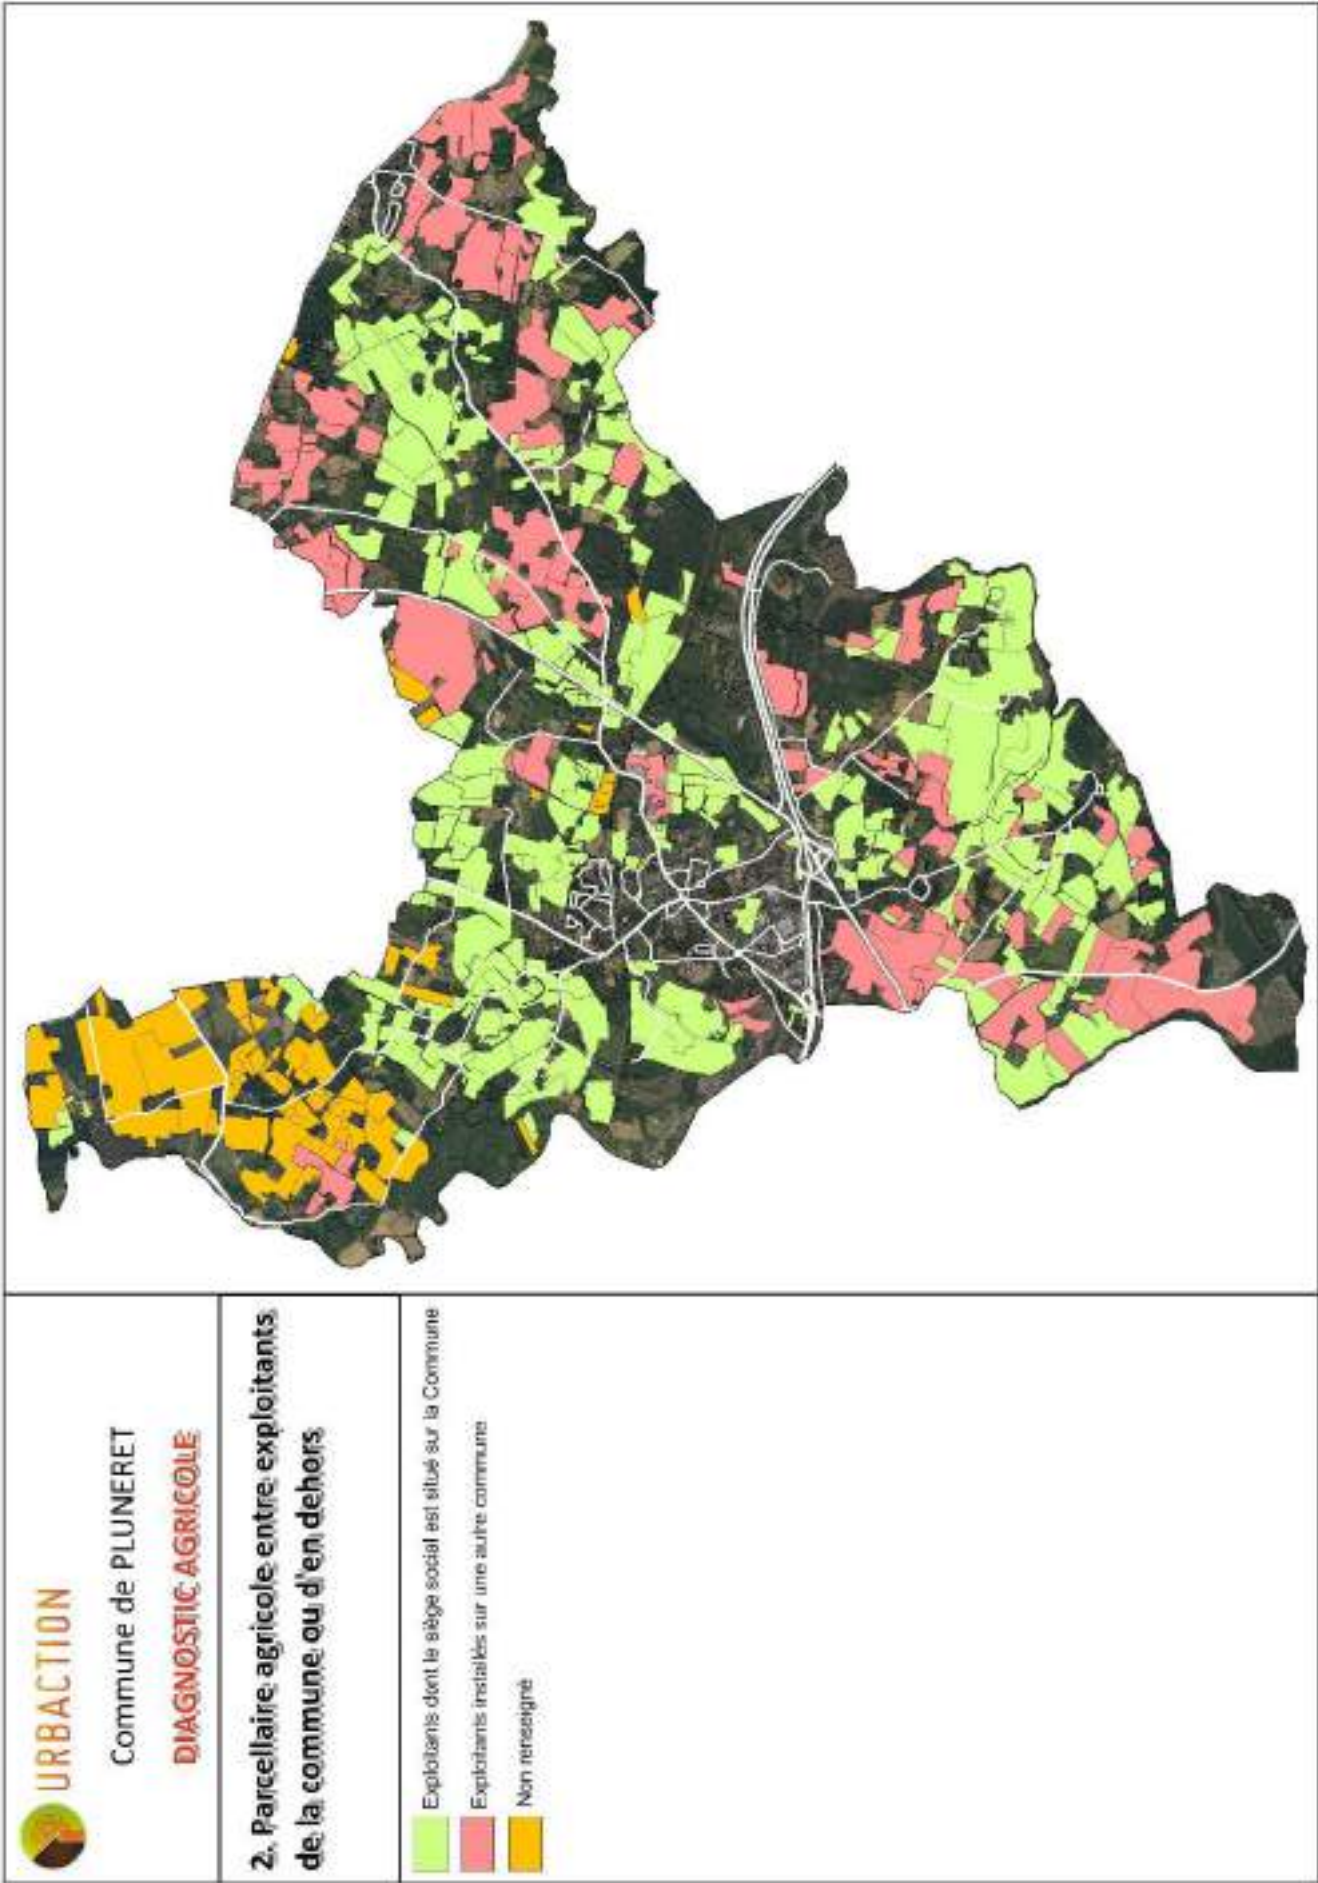 URBACTION
Commune de PLUNERET
DIAGNOSTIC AGRICOLE
2. Parcellaire agricole entre exploitants
de la commune ou d'en dehors
Exploitants dont le siège social est situé sur la Commune
Exploitants installés sur une autre commune
Non renseigné